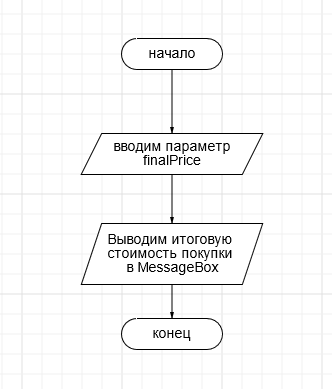 начало
вводим параметр
finalPrice
Выводим итоговую
стоимость покупки
в MessageBox
конец